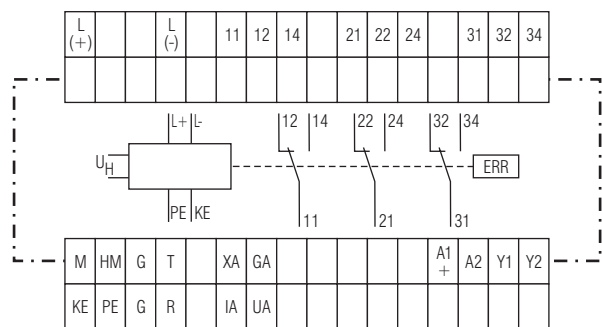 L (+) L (-) 11 12 14 21 22 24 31 32 34
L+ L- 12 14 22 24 32 34
UH ERR
PE KE 11 21 31
M HM G T XA GA A1 + A2 Y1 Y2
KE PE G R IA UA